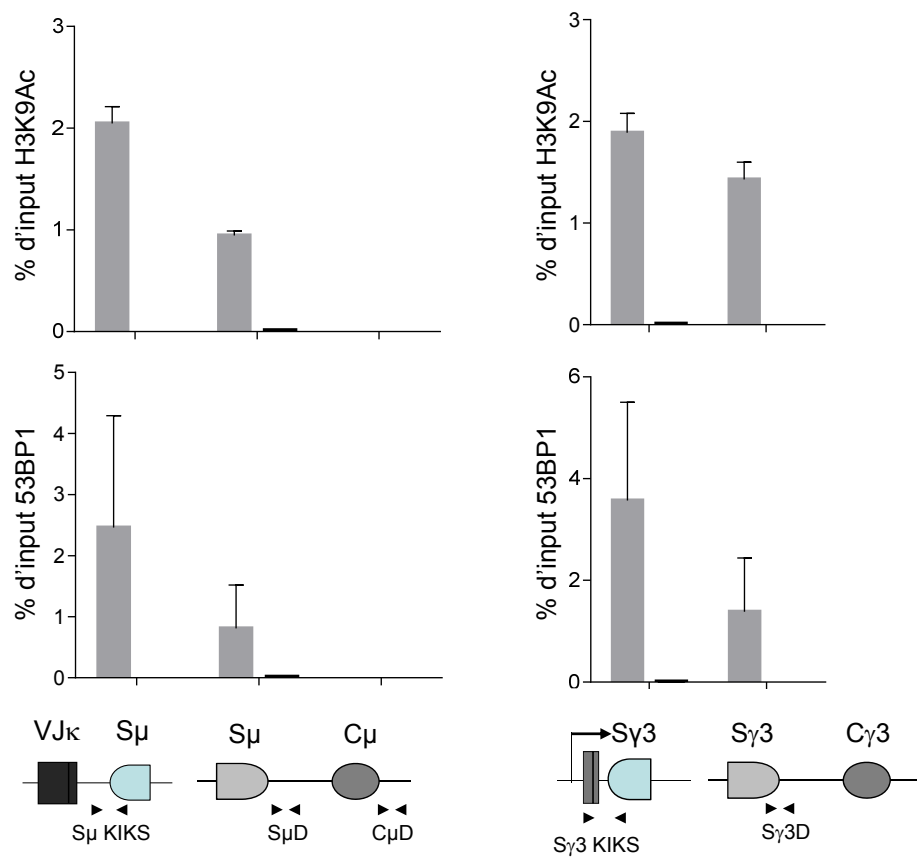 % d'input H3K9Ac
3
2
1
0
% d'input H3K9Ac
3
2
1
0
% d'input 53BP1
5
4
3
2
1
0
% d'input 53BP1
6
4
2
0
VJκ Sμ
Sμ Cμ
Sμ KIKS
SμD CμD
Sγ3
Sγ3 Cγ3
Sγ3 KIKS
Sγ3D